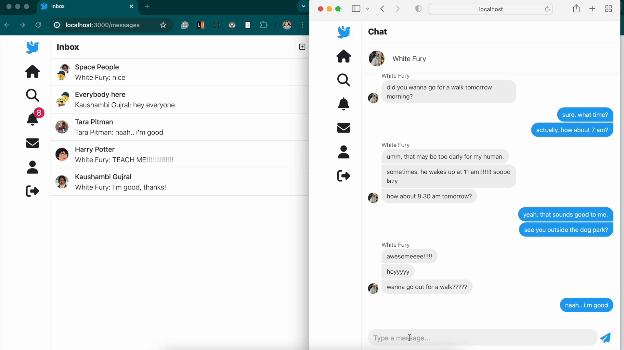 Inbox
localhost:3000/messages
localhost
Inbox
Space People
White Fury: nice
Everybody here
Kaushambi Gujral: hey everyone
8
Tara Pitman
Tara Pitman: naah.. i'm good
Harry Potter
White Fury: TEACH ME!!!!!!!!!!!!!!
Kaushambi Gujral
White Fury: I'm good, thanks!
Chat
White Fury
White Fury
did you wanna go for a walk tomorrow
morning?
sure, what time?
actually, how about 7 am?
White Fury
umm, that may be too early for my human.
sometimes, he wakes up at 11 am!!!!!! soooo
lazy
how about 8-30 am tomorrow?
yeah, that sounds good to me.
see you outside the dog park?
White Fury
awesomeeee!!!!!
heyyyyy
wanna go out for a walk?????
naah.. i'm good
Type a message...